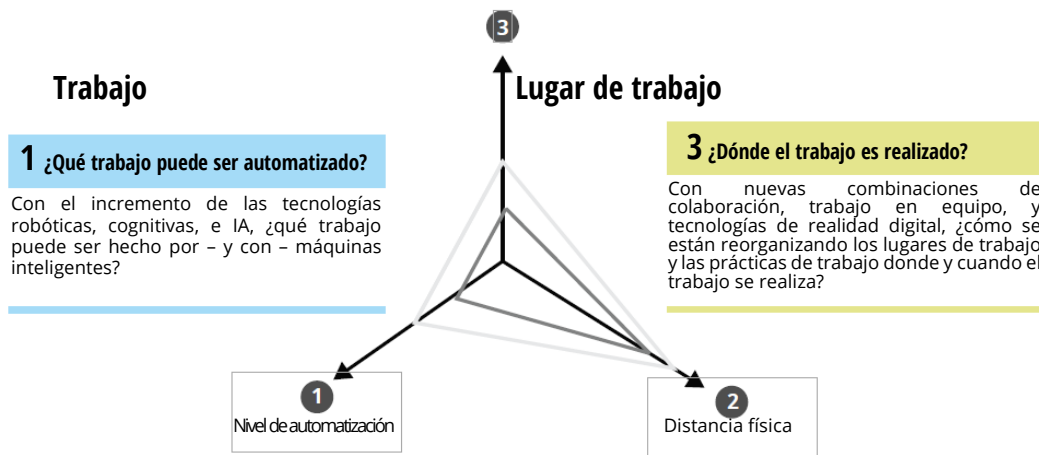 3
Trabajo
Lugar de trabajo
1 ¿Qué trabajo puede ser automatizado?
Con el incremento de las tecnologías
robóticas, cognitivas, e IA, ¿qué trabajo
puede ser hecho por – y con – máquinas
inteligentes?
3 ¿Dónde el trabajo es realizado?
Con nuevas combinaciones de
colaboración, trabajo en equipo, y
tecnologías de realidad digital, ¿cómo se
están reorganizando los lugares de trabajo
y las prácticas de trabajo donde y cuando el
trabajo se realiza?
1
Nivel de automatización
2
Distancia física